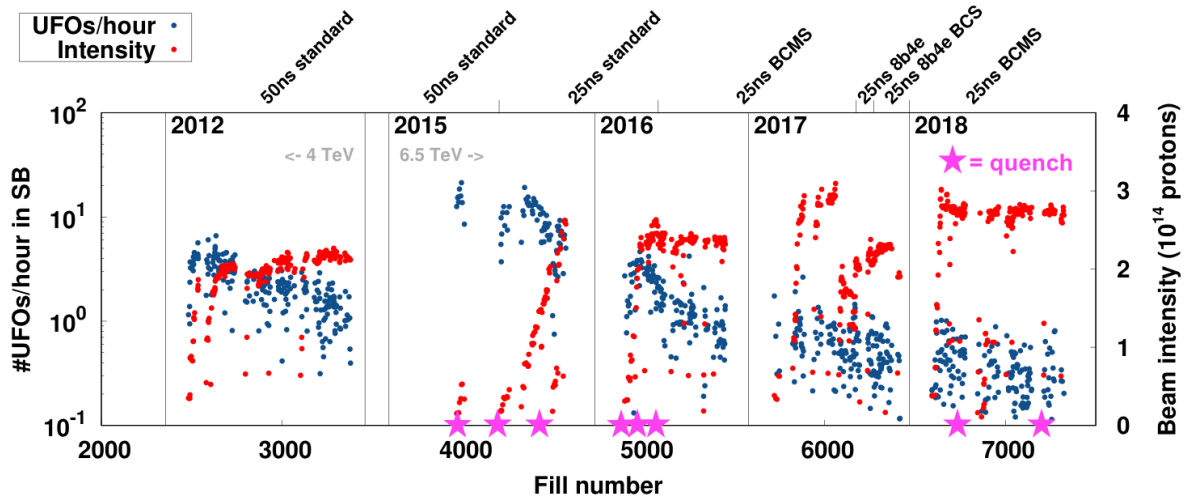 UFOs/hour
Intensity
50ns standard
50ns standard
25ns standard
25ns BCMS
25ns 8b4e
25ns 8b4e BCS
25ns BCMS
10^2
10^1
10^0
10^-1
#UFOs/hour in SB
2012
2015
2016
2017
2018
<- 4 TeV
6.5 TeV ->
= quench
4
3
2
1
0
Beam intensity (10^14 protons)
2000
3000
4000
5000
6000
7000
Fill number